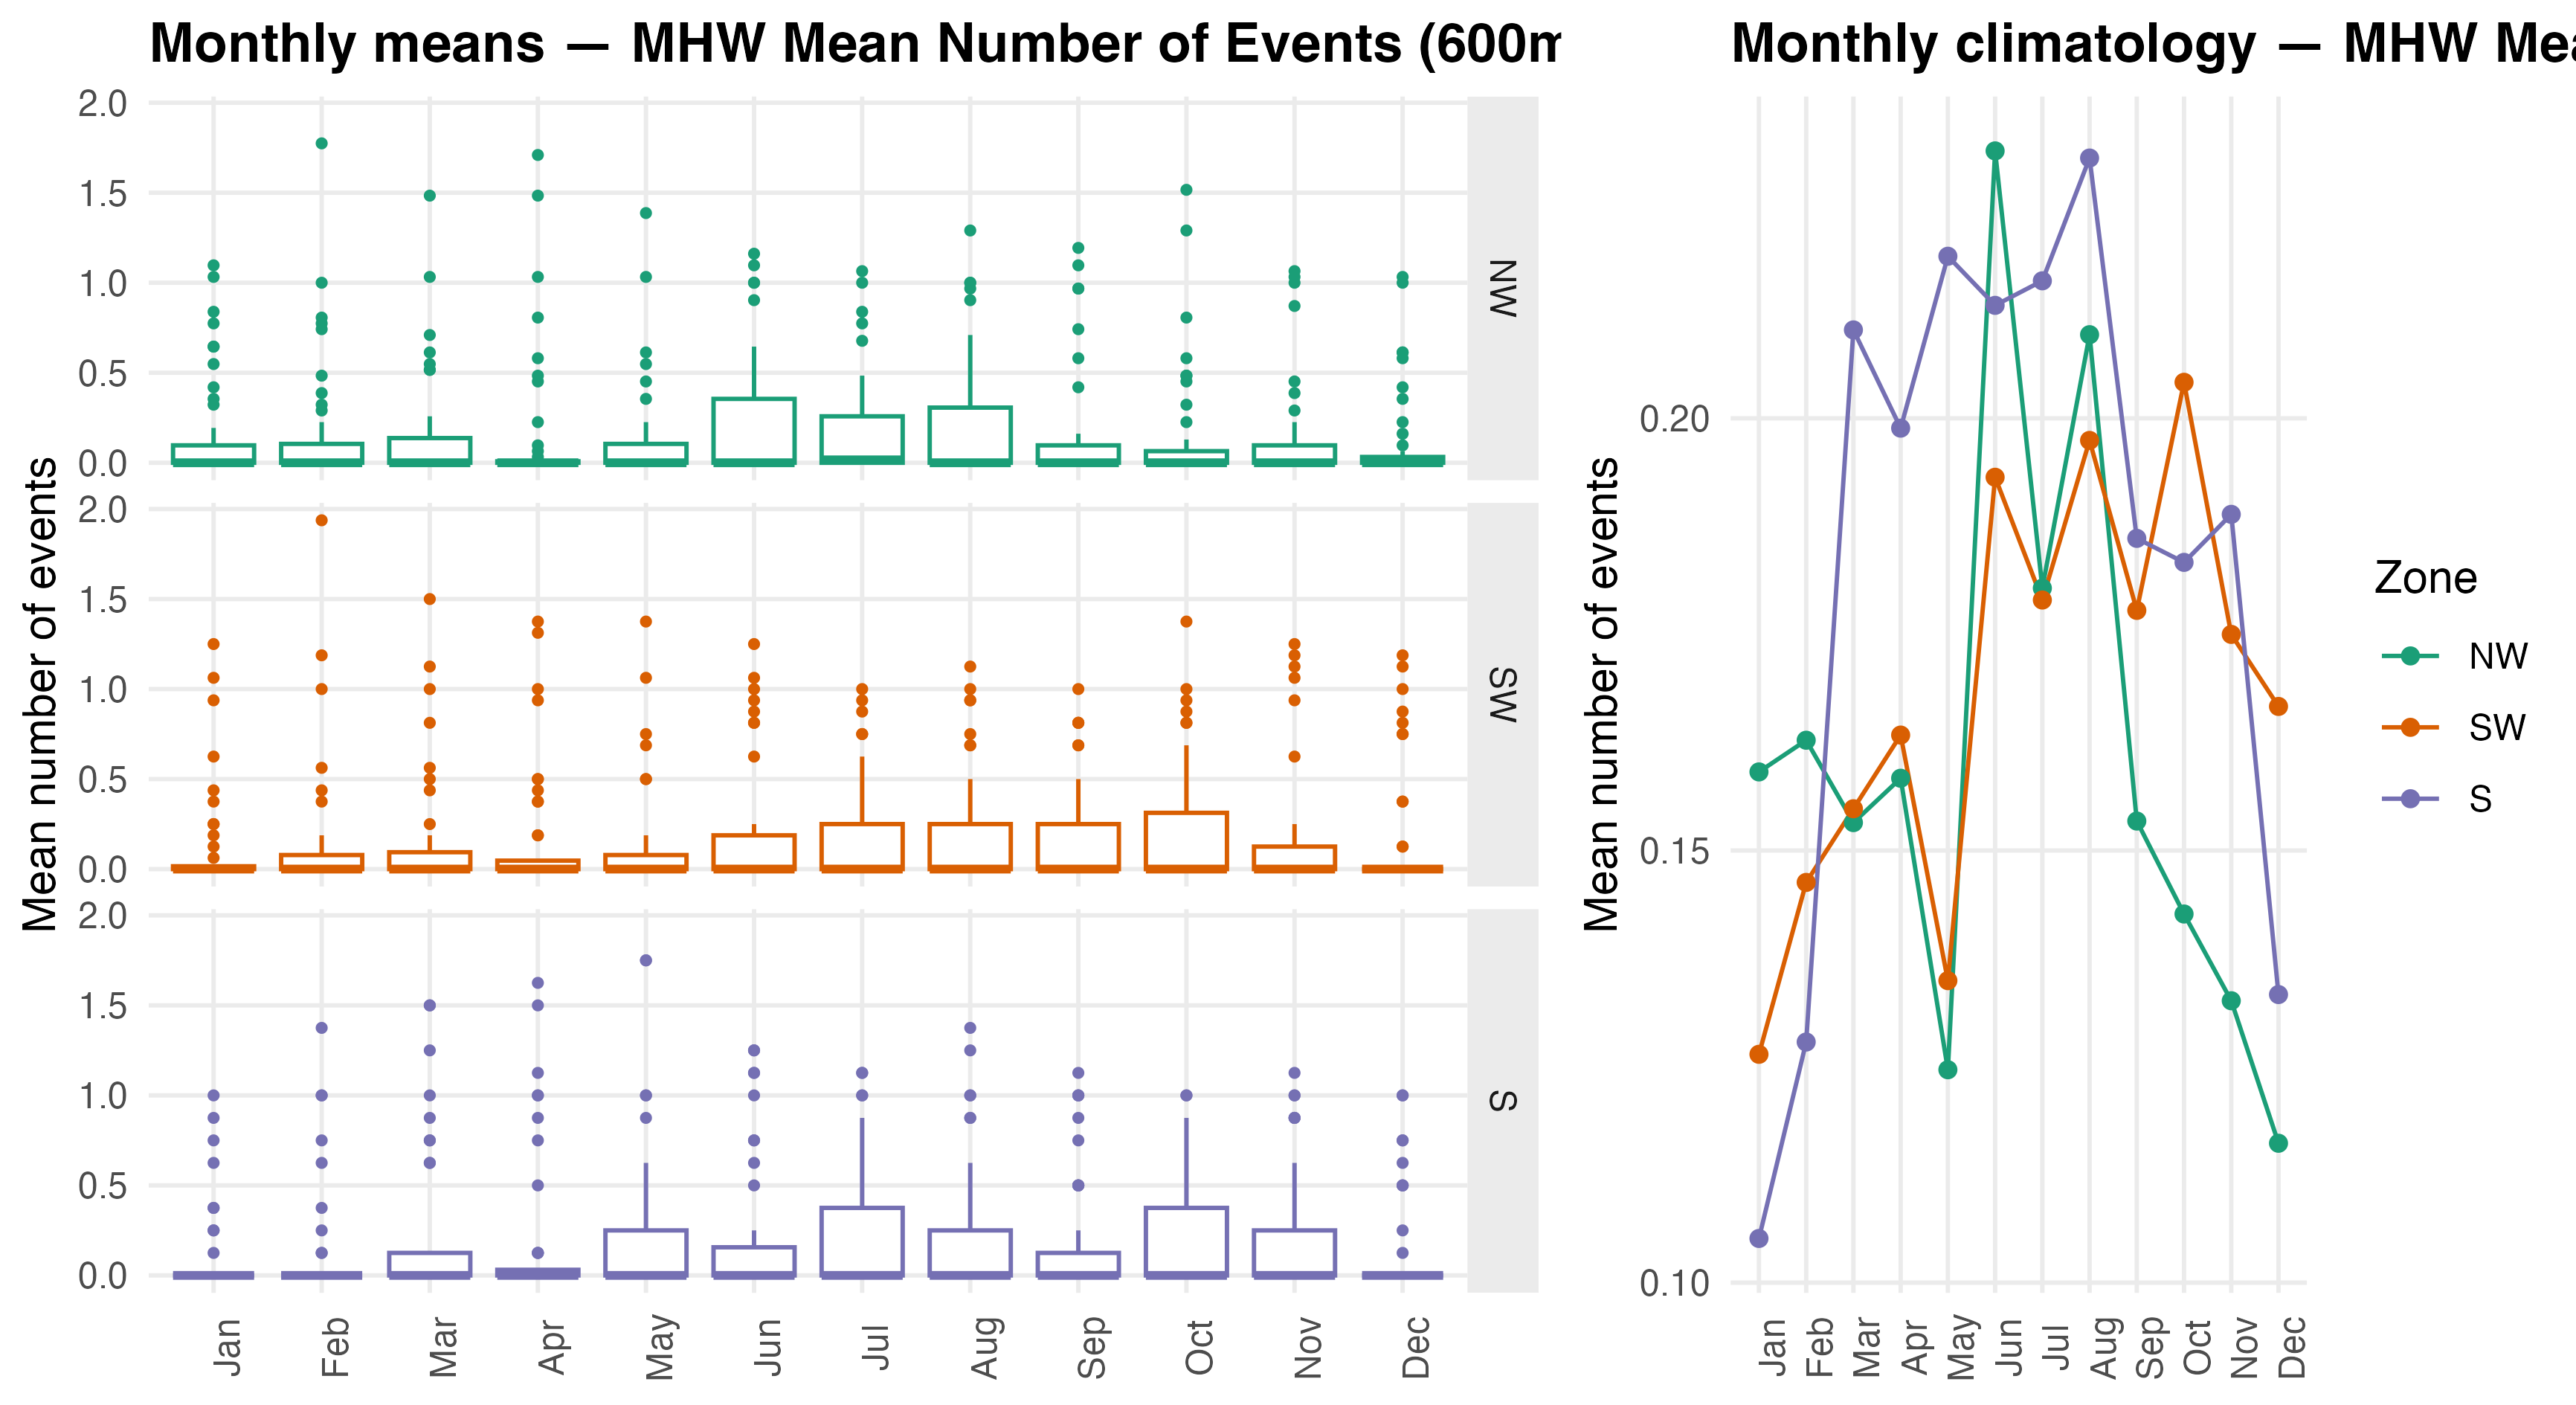 Monthly means — MHW Mean Number of Events (600m
Mean number of events
2.0
1.5
1.0
0.5
0.0
NW
2.0
1.5
1.0
0.5
0.0
SW
2.0
1.5
1.0
0.5
0.0
S
Jan Feb Mar Apr May Jun Jul Aug Sep Oct Nov Dec
Monthly climatology — MHW Mea
Mean number of events
0.20
0.15
0.10
Jan Feb Mar Apr May Jun Jul Aug Sep Oct Nov Dec
Zone
NW
SW
S